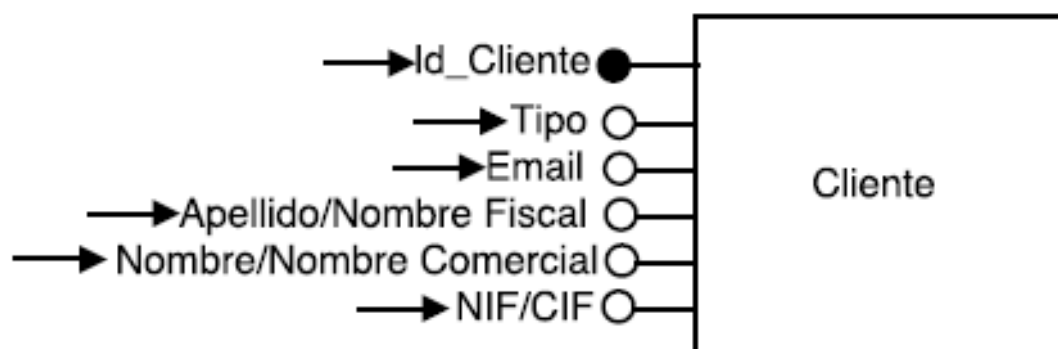 Id_Cliente
Tipo
Email
Cliente
Apellido/Nombre Fiscal
Nombre/Nombre Comercial
NIF/CIF